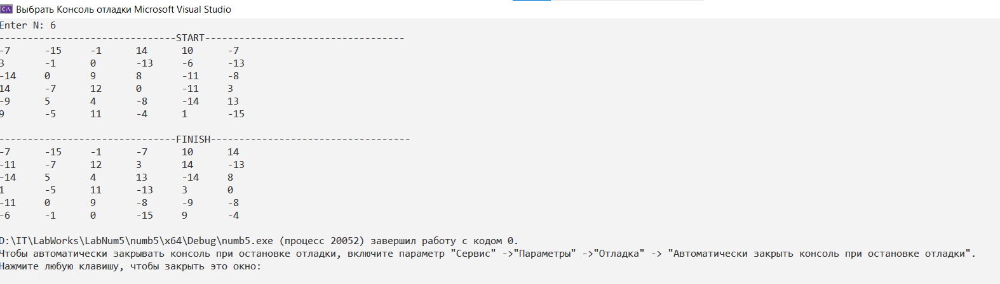 Выбрать Консоль отладки Microsoft Visual Studio
Enter N: 6
-------------------------------START-----------------------------------
-7 -15 -1 14 10 -7
3 -1 0 -13 -6 -13
-14 0 9 8 -11 -8
14 -7 12 0 -11 3
-9 5 4 -8 -14 13
9 -5 11 -4 1 -15
-------------------------------FINISH-----------------------------------
-7 -15 -1 -7 10 14
-11 -7 12 3 14 -13
-14 5 4 13 -14 8
1 -5 11 -13 3 0
-11 0 9 -8 -9 -8
-6 -1 0 -15 9 -4
D:\IT\LabWorks\LabNum5\numb5\x64\Debug\numb5.exe (процесс 20052) завершил работу с кодом 0.
Чтобы автоматически закрывать консоль при остановке отладки, включите параметр "Сервис" ->"Параметры" ->"Отладка" -> "Автоматически закрыть консоль при остановке отладки".
Нажмите любую клавишу, чтобы закрыть это окно: